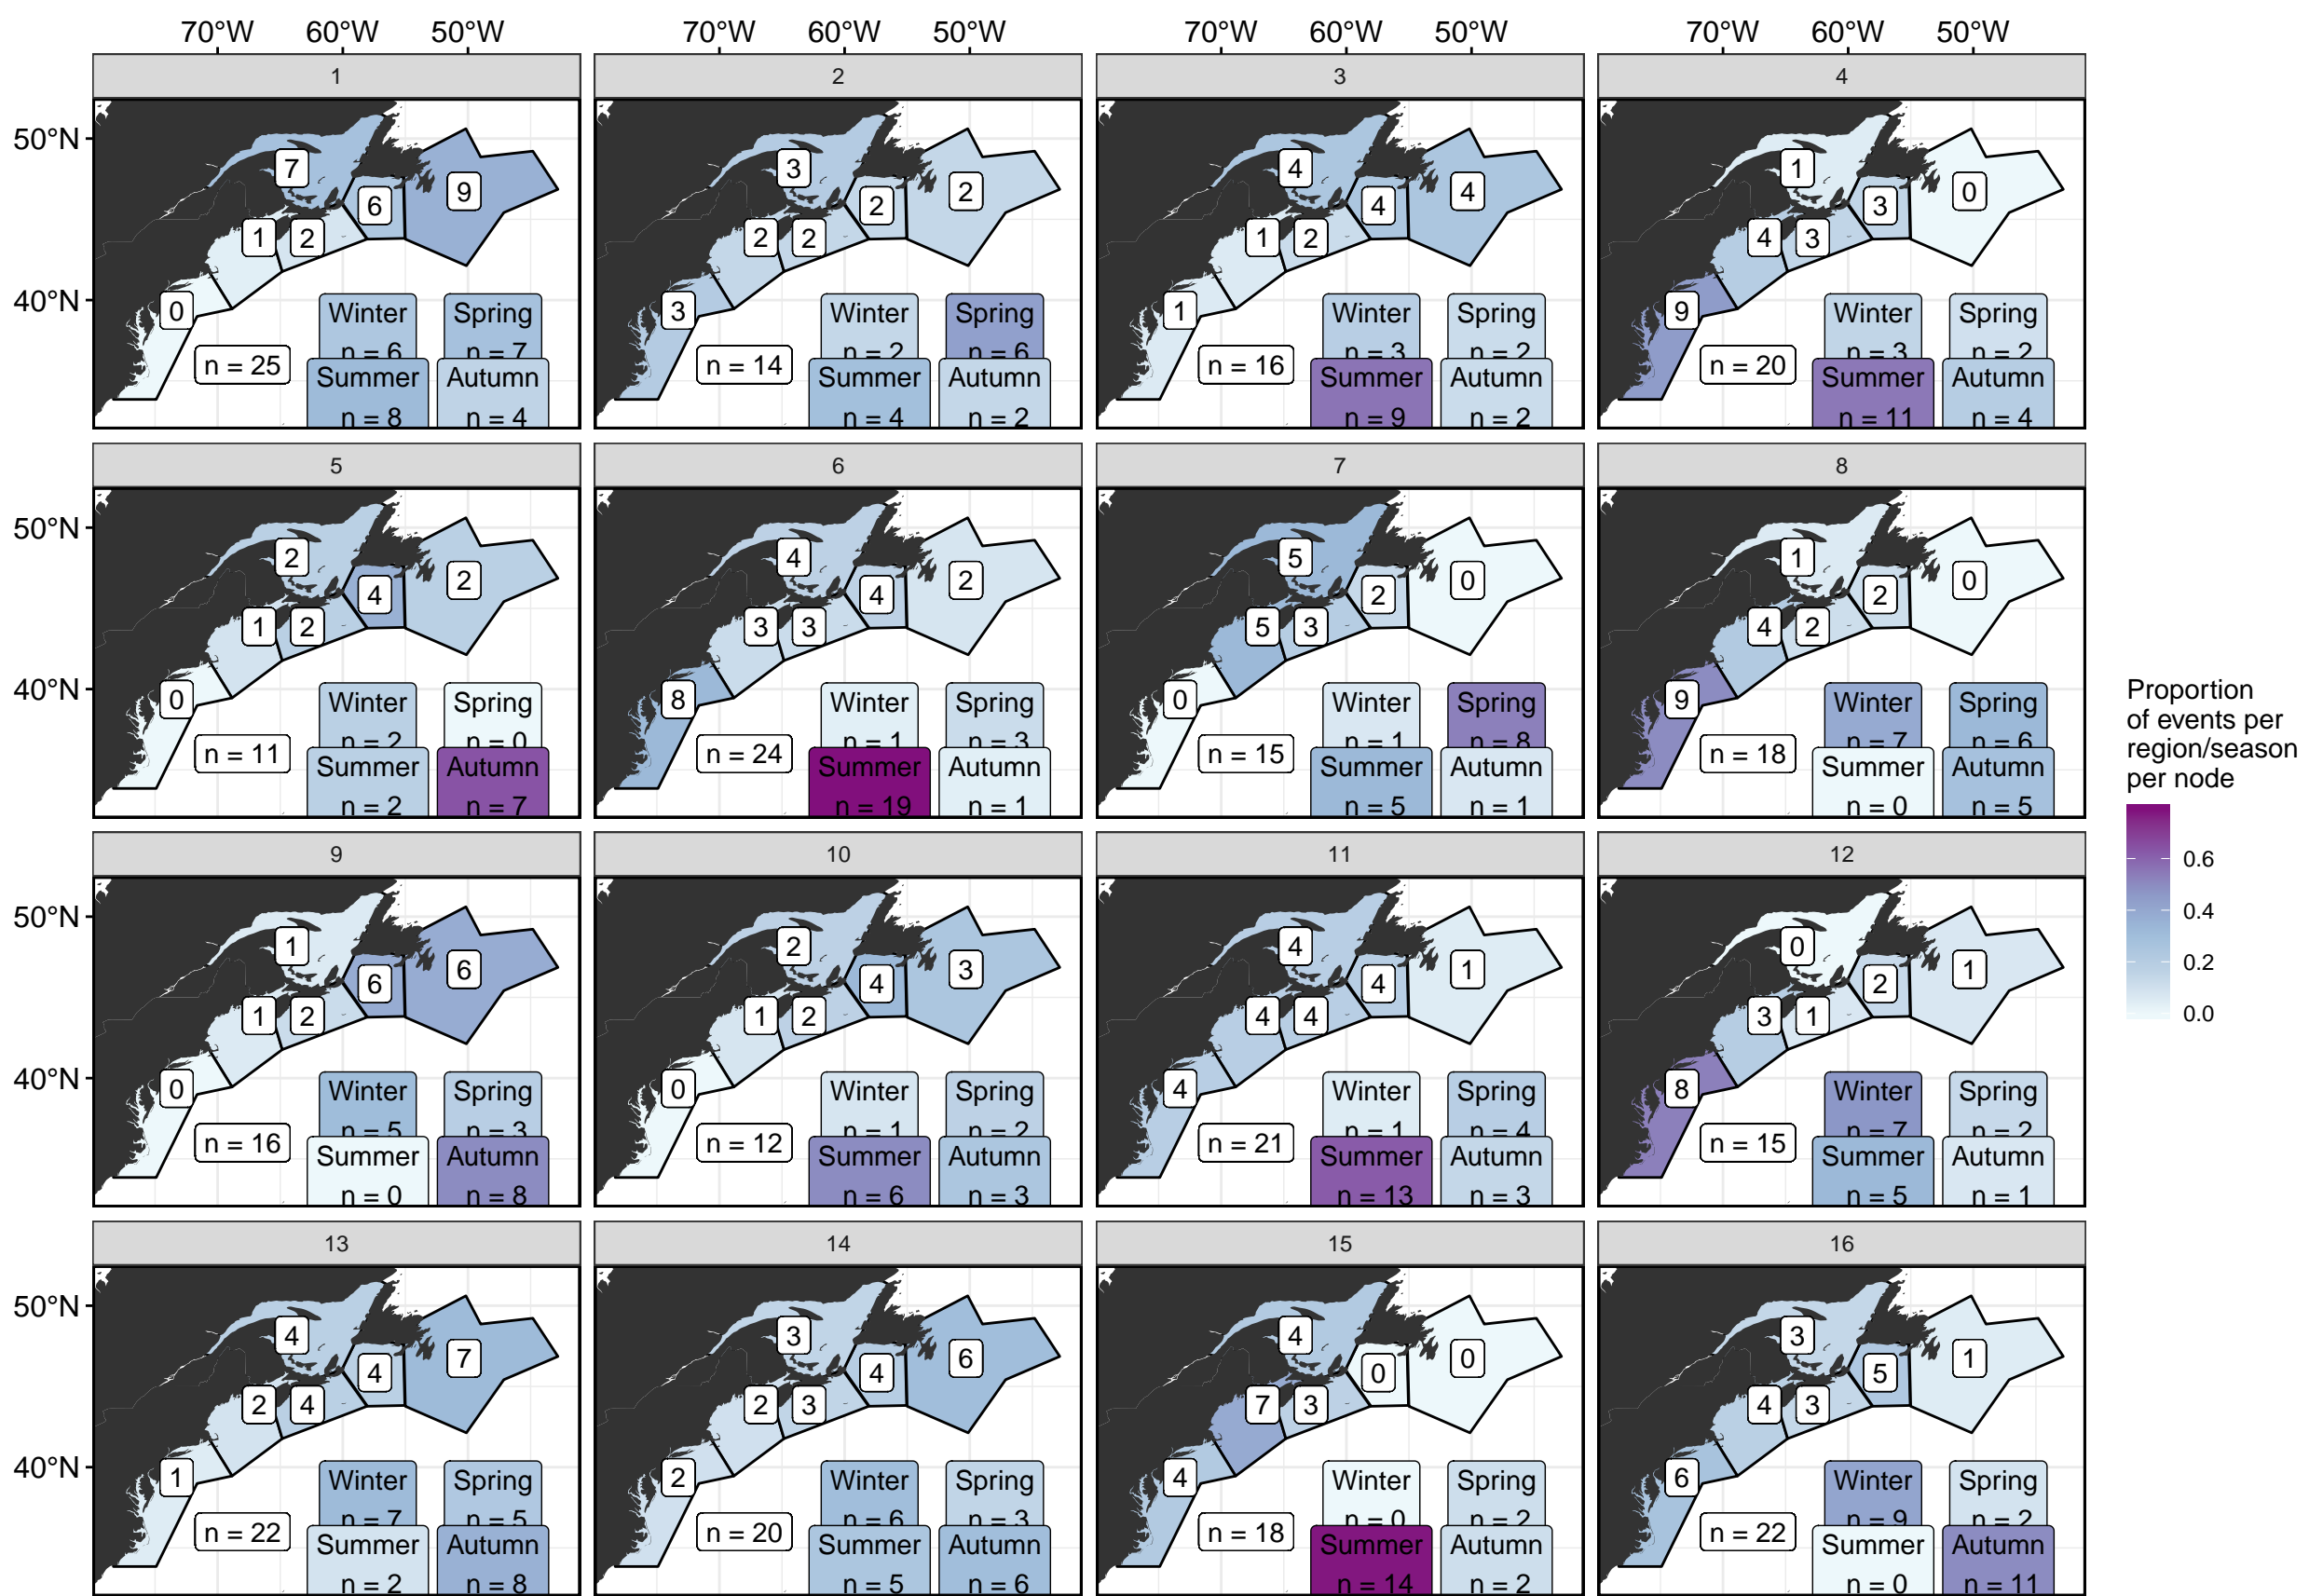 70°W 60°W 50°W 70°W 60°W 50°W 70°W 60°W 50°W 70°W 60°W 50°W
1 2 3 4
50°N
7 9 6 1 2 0
3 2 2 2 2 3
4 4 4 1 2 1
1 0 3 4 3 9
40°N
n = 25 Winter n = 6 Spring n = 7 Summer n = 8 Autumn n = 4
n = 14 Winter n = 2 Spring n = 6 Summer n = 4 Autumn n = 2
n = 16 Winter n = 3 Spring n = 2 Summer n = 9 Autumn n = 2
n = 20 Winter n = 3 Spring n = 2 Summer n = 11 Autumn n = 4
5 6 7 8
50°N
2 2 4 1 2 0
4 2 4 3 3 8
5 0 2 5 3 0
1 0 2 4 2 9
40°N
n = 11 Winter n = 2 Spring n = 0 Summer n = 2 Autumn n = 7
n = 24 Winter n = 1 Spring n = 3 Summer n = 19 Autumn n = 1
n = 15 Winter n = 1 Spring n = 8 Summer n = 5 Autumn n = 1
n = 18 Winter n = 7 Spring n = 6 Summer n = 0 Autumn n = 5
9 10 11 12
50°N
1 6 6 1 2 0
2 3 4 1 2 0
4 1 4 4 4 4
0 1 2 3 1 8
40°N
n = 16 Winter n = 5 Spring n = 3 Summer n = 0 Autumn n = 8
n = 12 Winter n = 1 Spring n = 2 Summer n = 6 Autumn n = 3
n = 21 Winter n = 1 Spring n = 4 Summer n = 13 Autumn n = 3
n = 15 Winter n = 7 Spring n = 2 Summer n = 5 Autumn n = 1
13 14 15 16
50°N
4 7 4 2 4 1
3 6 4 2 3 2
4 0 0 7 3 4
3 1 5 4 3 6
40°N
n = 22 Winter n = 7 Spring n = 5 Summer n = 2 Autumn n = 8
n = 20 Winter n = 6 Spring n = 3 Summer n = 5 Autumn n = 6
n = 18 Winter n = 0 Spring n = 2 Summer n = 14 Autumn n = 2
n = 22 Winter n = 9 Spring n = 2 Summer n = 0 Autumn n = 11
Proportion
of events per
region/season
per node
0.6
0.4
0.2
0.0